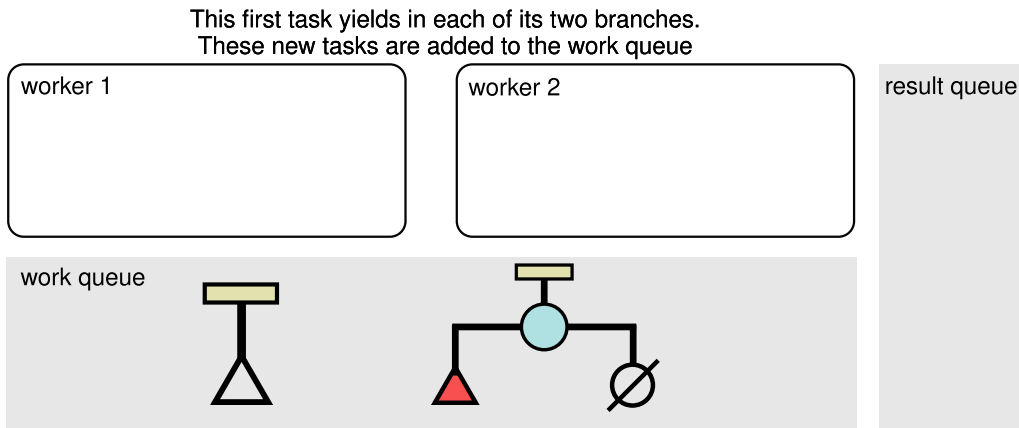 This first task yields in each of its two branches.
These new tasks are added to the work queue
worker 1
worker 2
result queue
work queue